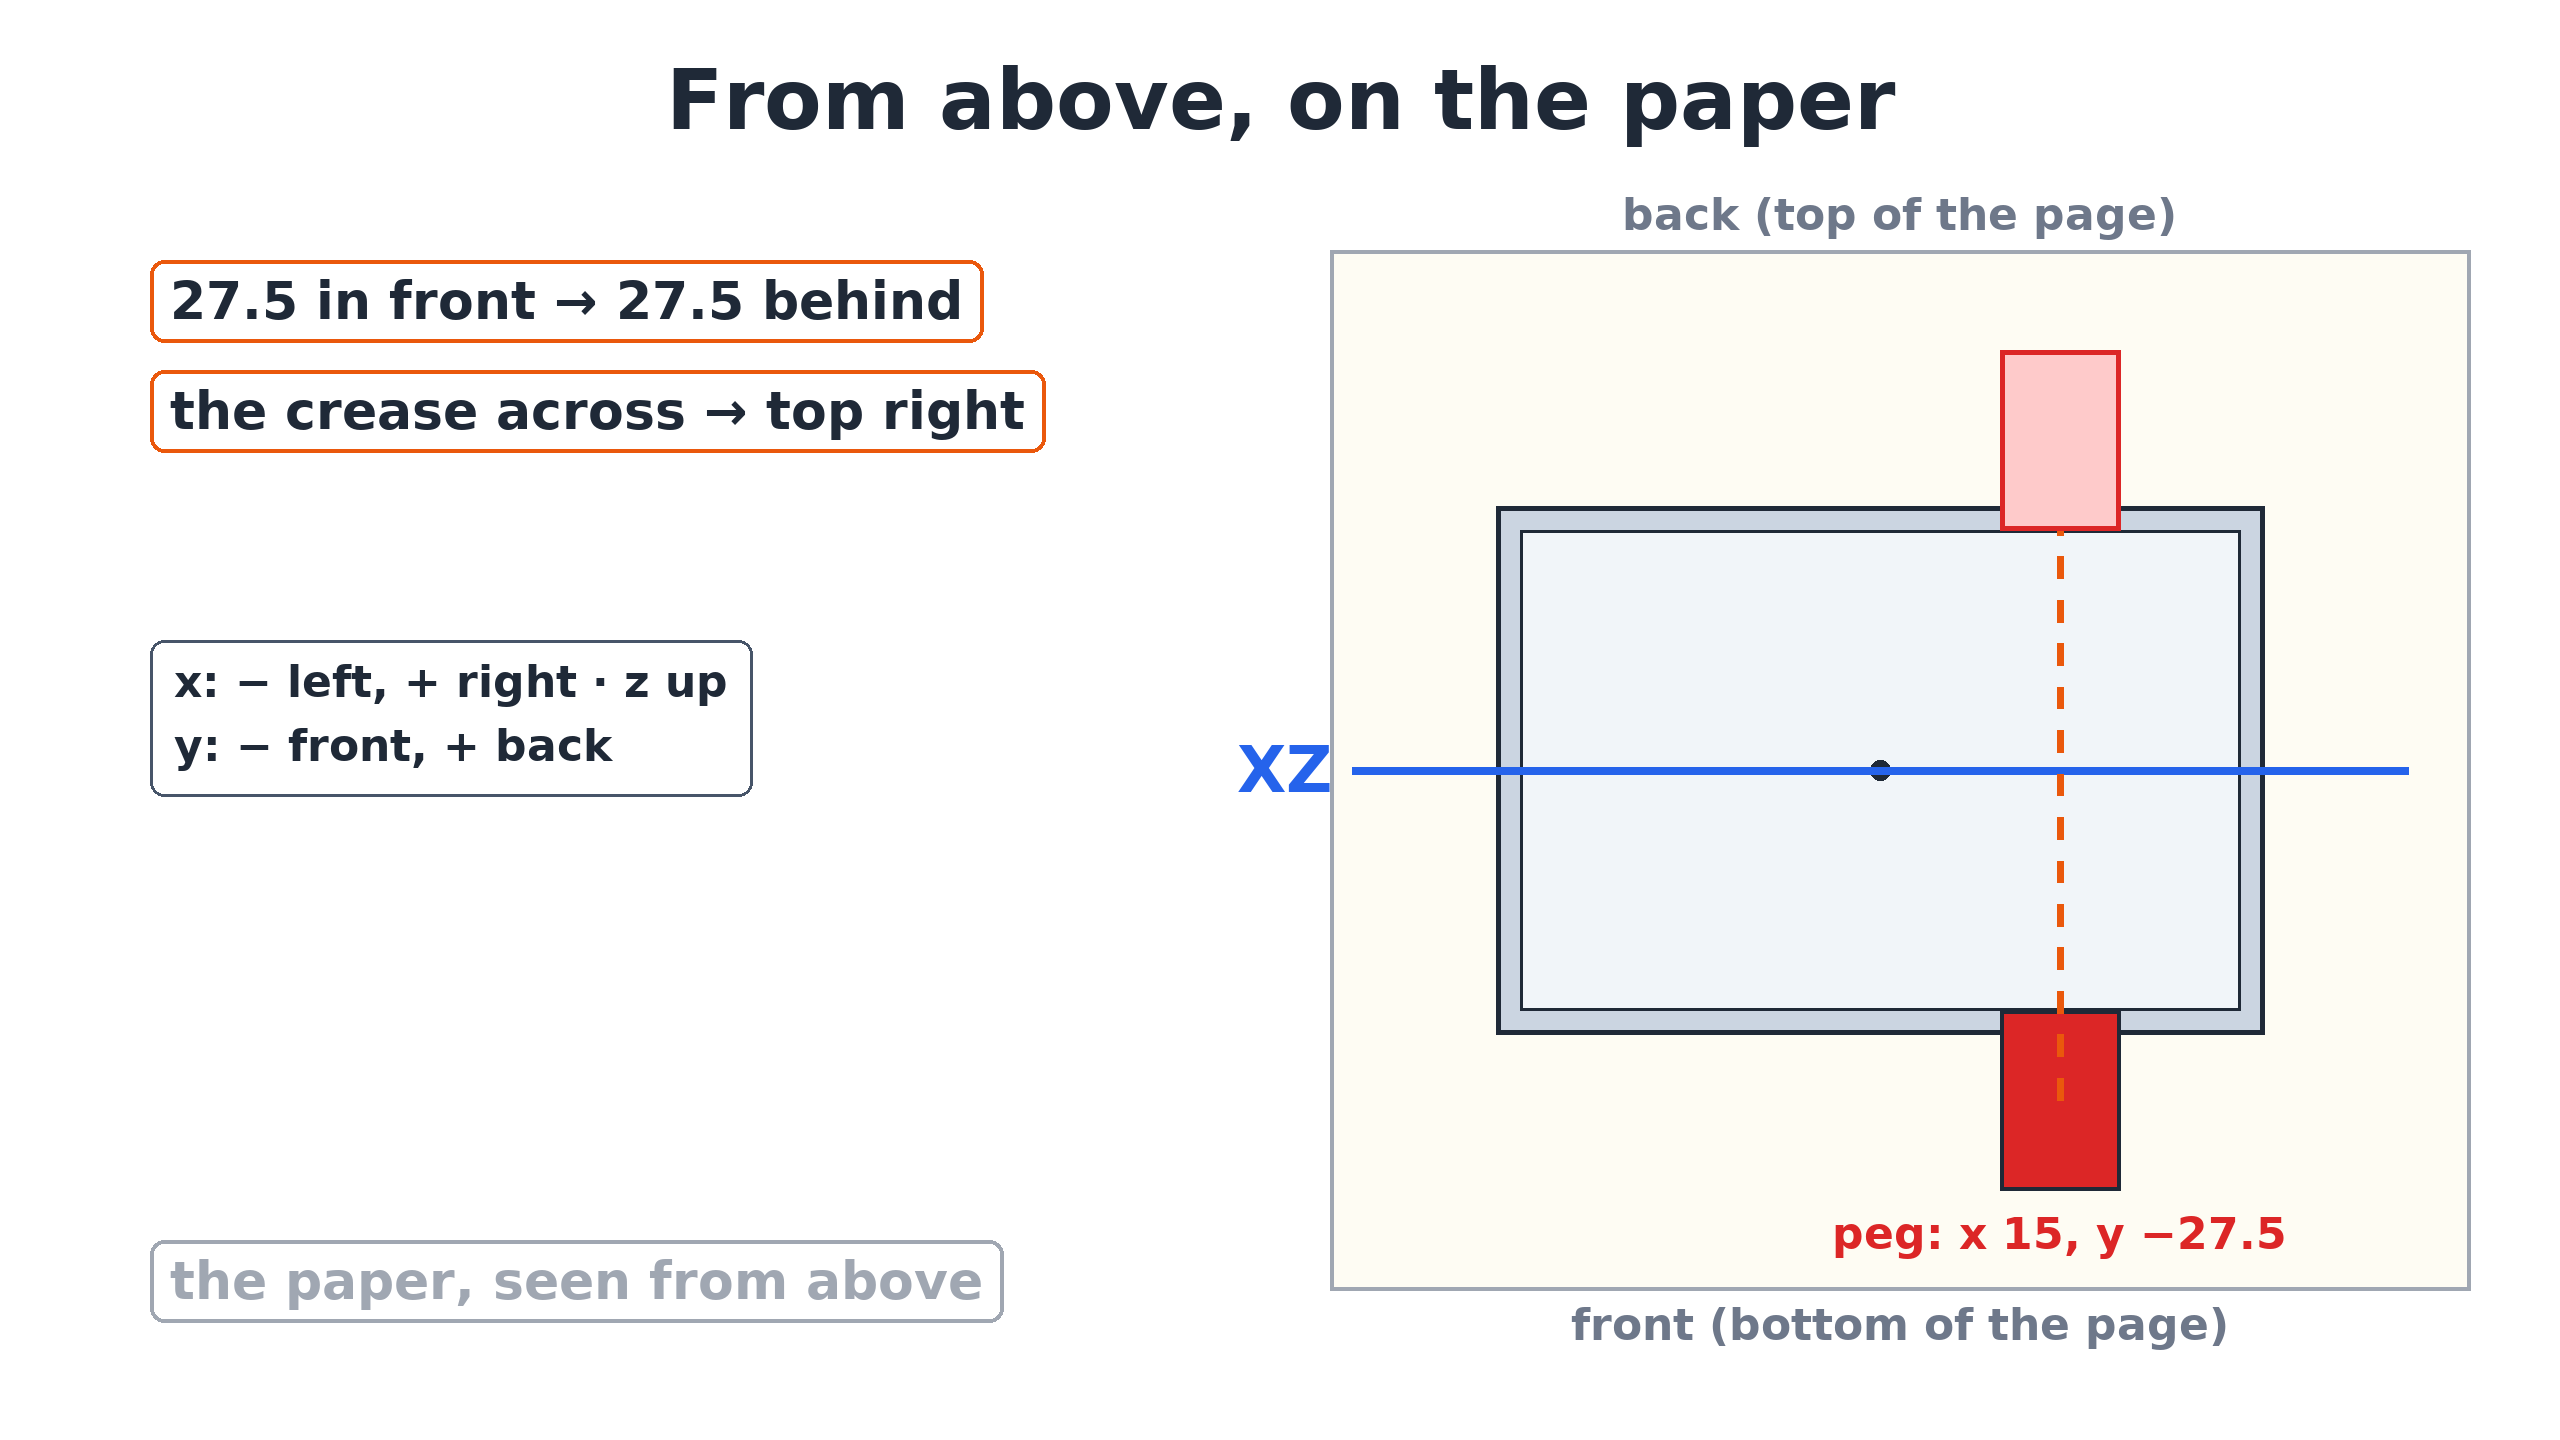 From above, on the paper
back (top of the page)
27.5 in front → 27.5 behind
the crease across → top right
x: − left, + right · z up
y: − front, + back
XZ
peg: x 15, y −27.5
the paper, seen from above
front (bottom of the page)